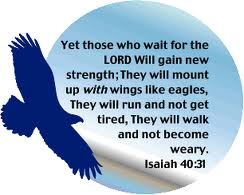 Yet those who wait for the
LORD Will gain new
strength;They will mount
up with wings like eagles,
They will run and not get
tired, They will walk
and not become
weary.
Isaiah 40:31